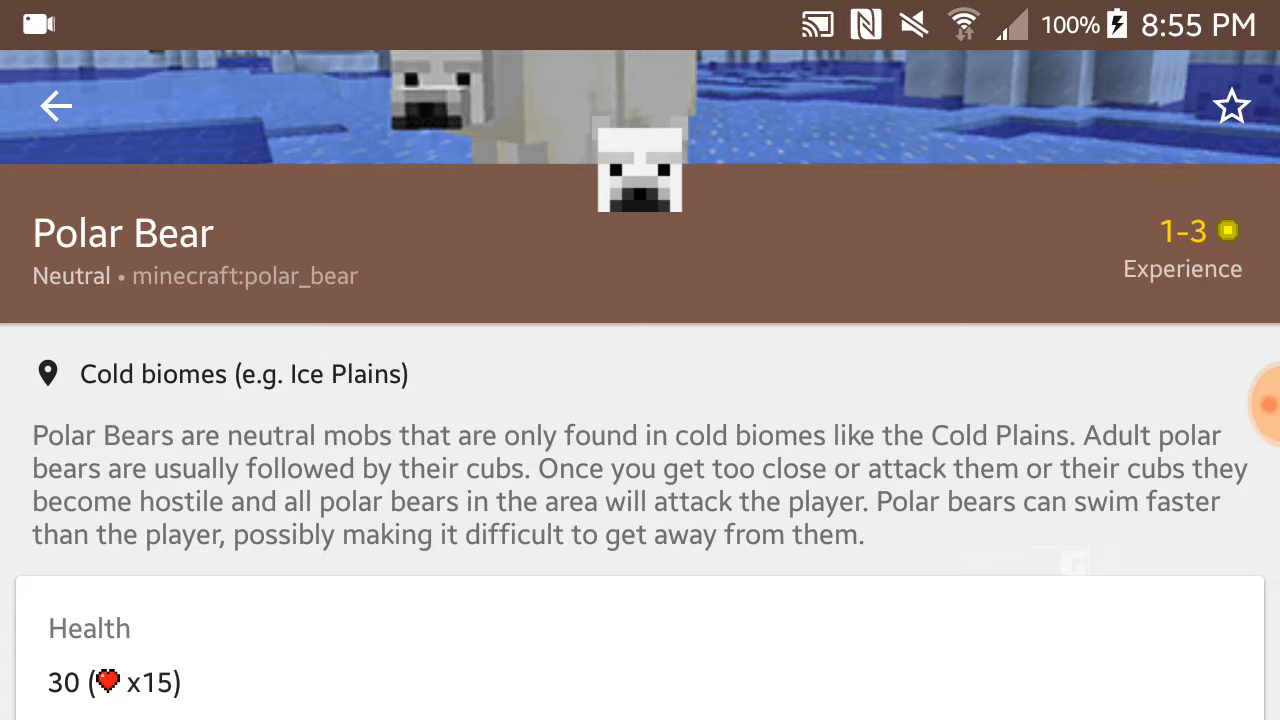 100% 8:55 PM
Polar Bear
Neutral • minecraft:polar_bear
1-3
Experience
Cold biomes (e.g. Ice Plains)
Polar Bears are neutral mobs that are only found in cold biomes like the Cold Plains. Adult polar
bears are usually followed by their cubs. Once you get too close or attack them or their cubs they
become hostile and all polar bears in the area will attack the player. Polar bears can swim faster
than the player, possibly making it difficult to get away from them.
Health
30 (x15)